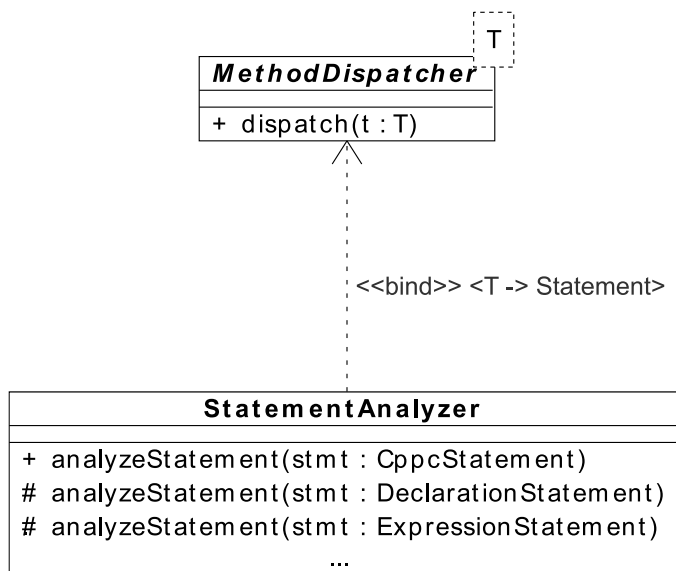 T
MethodDispatcher
+ dispatch(t : T)
<<bind>> <T -> Statement>
StatementAnalyzer
+ analyzeStatement(stmt : CppcStatement)
# analyzeStatement(stmt : DeclarationStatement)
# analyzeStatement(stmt : ExpressionStatement)
...